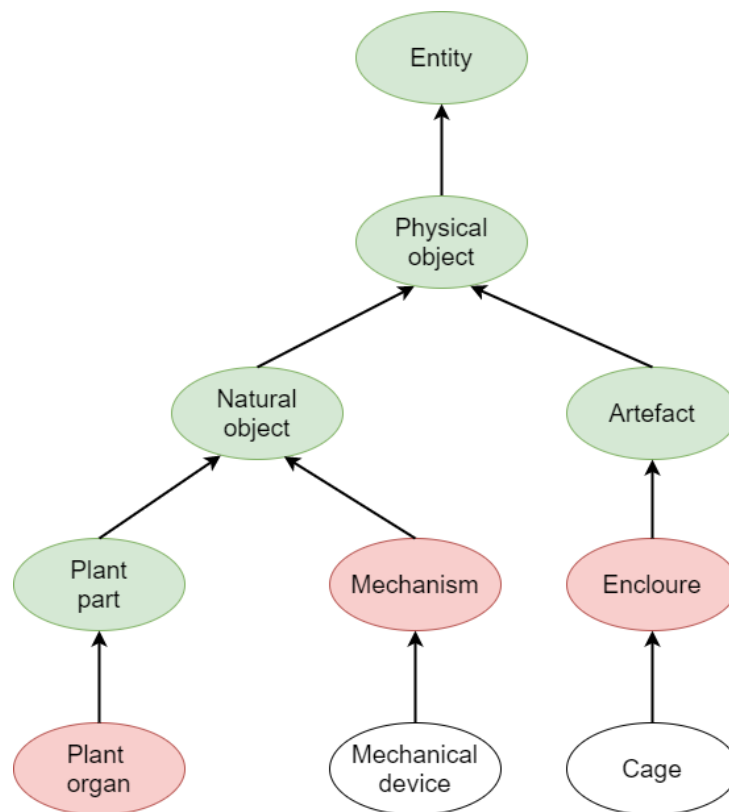 Entity
Physical
object
Natural
object
Artefact
Plant
part
Mechanism
Encloure
Plant
organ
Mechanical
device
Cage